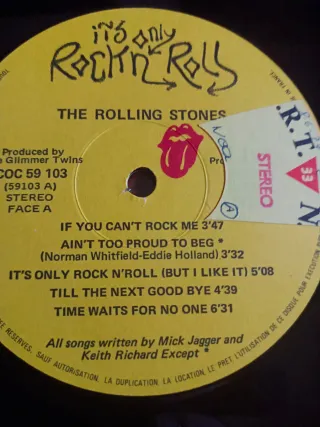 it's only
Rock'n Roll
THE ROLLING STONES
Produced by
Glimmer Twins
COC 59 103
(59103 A)
STEREO
FACE A
R.T.
33
STEREO
A
IF YOU CAN'T ROCK ME 3'47
AIN'T TOO PROUD TO BEG *
(Norman Whitfield-Eddie Holland) 3'32
IT'S ONLY ROCK N'ROLL (BUT I LIKE IT) 5'08
TILL THE NEXT GOOD BYE 4'39
TIME WAITS FOR NO ONE 6'31
All songs written by Mick Jagger and
Keith Richard Except *
RESERVES. SAUF AUTORISATION, LA DUPLICATION, LA LOCATION, LE PRET, L'UTILISATION DE CE DISQUE POUR EXECUTION